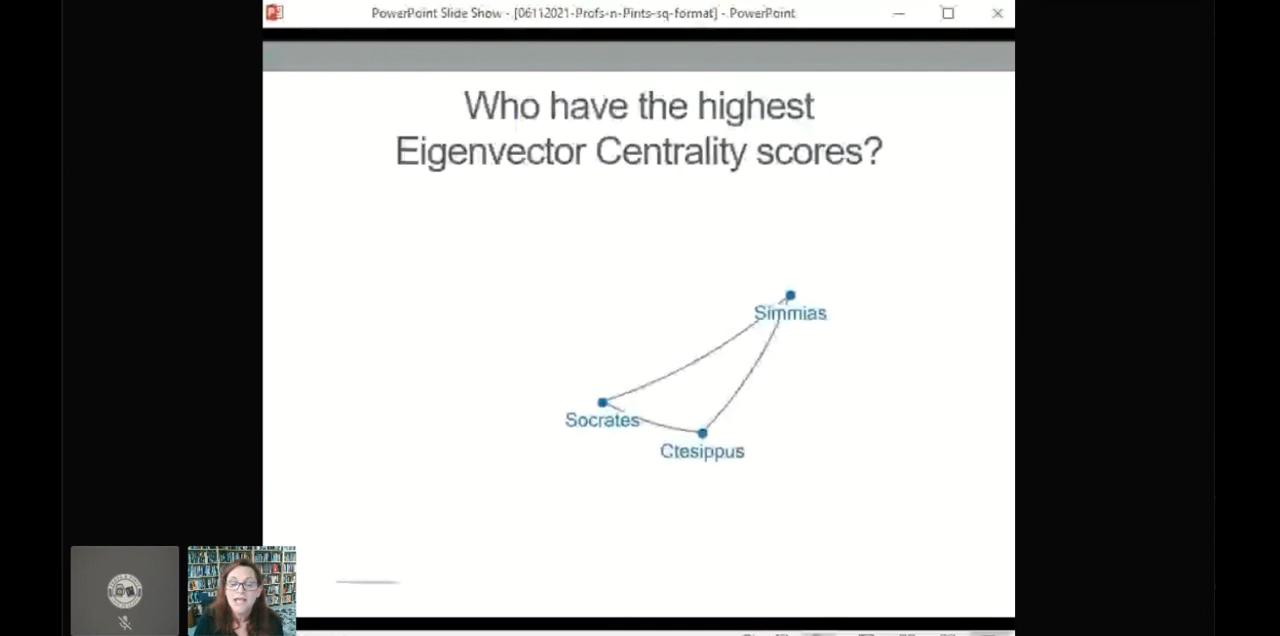 PowerPoint Slide Show - [06112021-Profs-n-Pints-sq-format] - PowerPoint
Who have the highest
Eigenvector Centrality scores?
Simmias
Socrates
Ctesippus